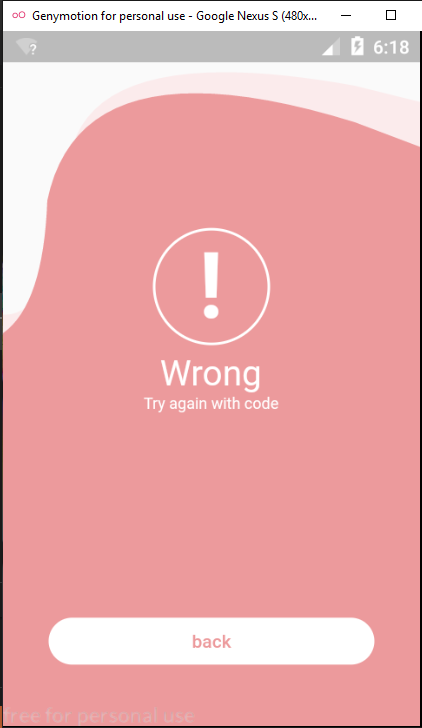 Genymotion for personal use - Google Nexus S (480x...
?
6:18
!
Wrong
Try again with code
back
free for personal use